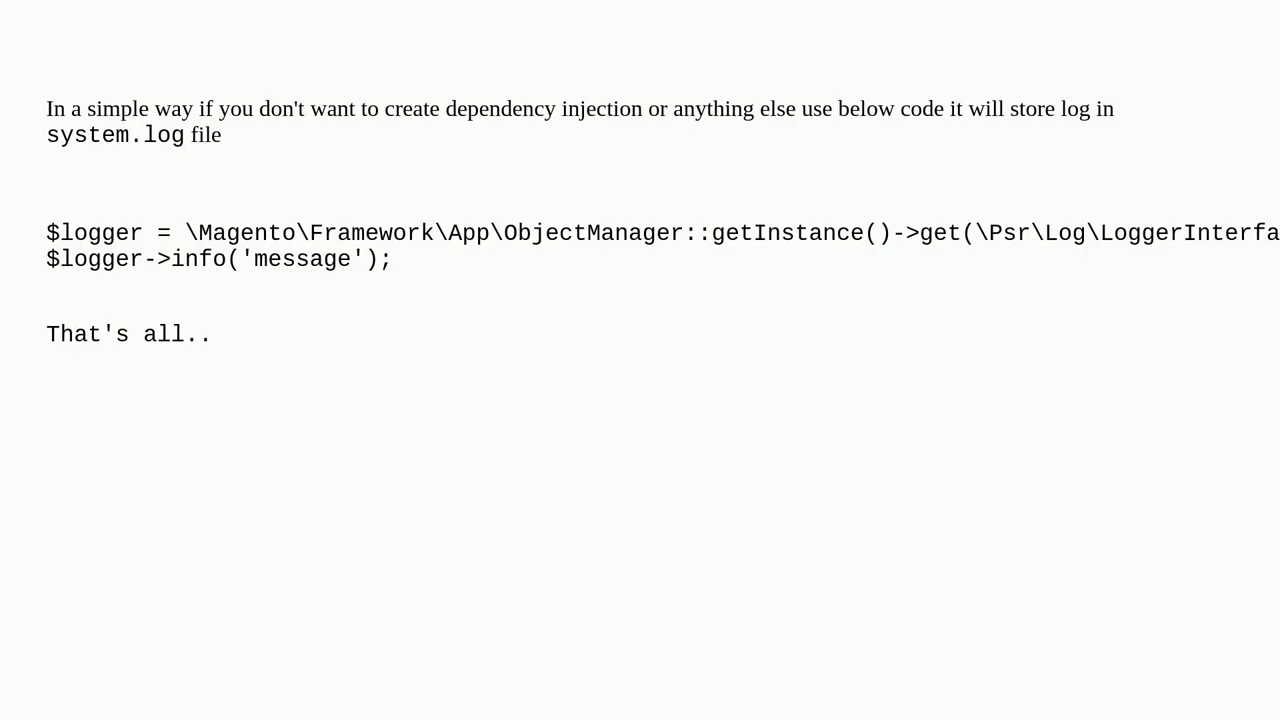 In a simple way if you don't want to create dependency injection or anything else use below code it will store log in
system.log file
$logger = \Magento\Framework\App\ObjectManager::getInstance()->get(\Psr\Log\LoggerInterfa
$logger->info('message');
That's all..